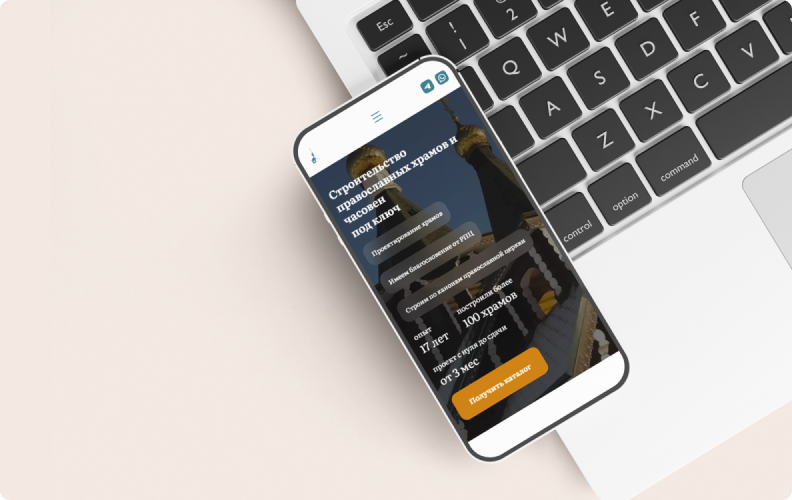 Esc
~
!
1
2
Q
W
E
A
S
D
F
Z
X
C
V
control
option
command
Строительство
православных храмов и
часовен
под ключ
Проектирование храмов
Имеем благословение от РПЦ
Строим по канонам православной церкви
опыт
17 лет
построили более
100 храмов
проект с нуля до сдачи
от 3 мес
Получить каталог